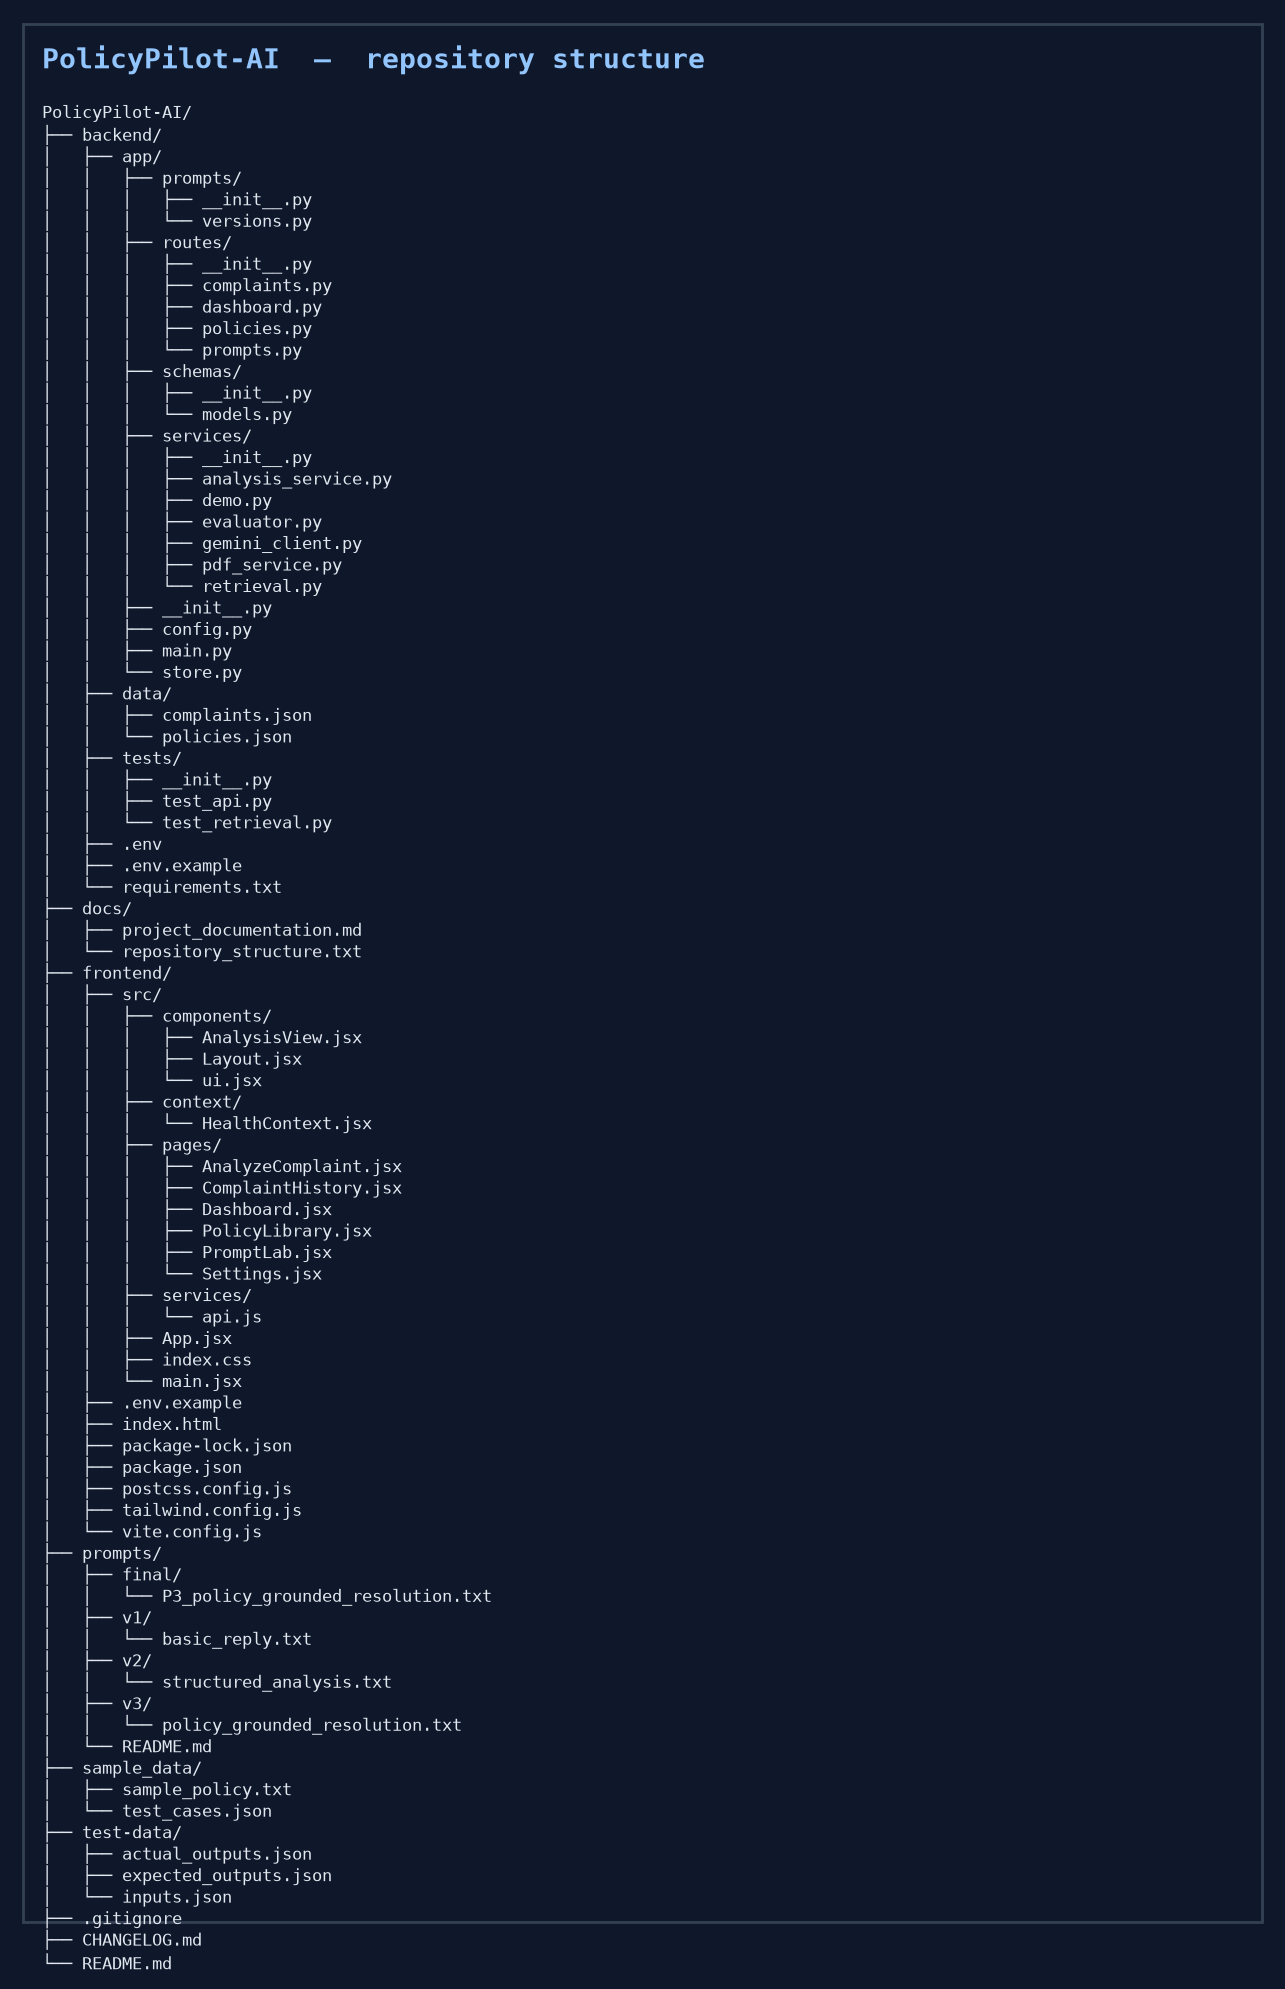 PolicyPilot-AI  —  repository structure
PolicyPilot-AI/
├── backend/
│   ├── app/
│   │   ├── prompts/
│   │   │   ├── __init__.py
│   │   │   └── versions.py
│   │   ├── routes/
│   │   │   ├── __init__.py
│   │   │   ├── complaints.py
│   │   │   ├── dashboard.py
│   │   │   ├── policies.py
│   │   │   └── prompts.py
│   │   ├── schemas/
│   │   │   ├── __init__.py
│   │   │   └── models.py
│   │   ├── services/
│   │   │   ├── __init__.py
│   │   │   ├── analysis_service.py
│   │   │   ├── demo.py
│   │   │   ├── evaluator.py
│   │   │   ├── gemini_client.py
│   │   │   ├── pdf_service.py
│   │   │   └── retrieval.py
│   │   ├── __init__.py
│   │   ├── config.py
│   │   ├── main.py
│   │   └── store.py
│   ├── data/
│   │   ├── complaints.json
│   │   └── policies.json
│   ├── tests/
│   │   ├── __init__.py
│   │   ├── test_api.py
│   │   └── test_retrieval.py
│   ├── .env
│   ├── .env.example
│   └── requirements.txt
├── docs/
│   ├── project_documentation.md
│   └── repository_structure.txt
├── frontend/
│   ├── src/
│   │   ├── components/
│   │   │   ├── AnalysisView.jsx
│   │   │   ├── Layout.jsx
│   │   │   └── ui.jsx
│   │   ├── context/
│   │   │   └── HealthContext.jsx
│   │   ├── pages/
│   │   │   ├── AnalyzeComplaint.jsx
│   │   │   ├── ComplaintHistory.jsx
│   │   │   ├── Dashboard.jsx
│   │   │   ├── PolicyLibrary.jsx
│   │   │   ├── PromptLab.jsx
│   │   │   └── Settings.jsx
│   │   ├── services/
│   │   │   └── api.js
│   │   ├── App.jsx
│   │   ├── index.css
│   │   └── main.jsx
│   ├── .env.example
│   ├── index.html
│   ├── package-lock.json
│   ├── package.json
│   ├── postcss.config.js
│   ├── tailwind.config.js
│   └── vite.config.js
├── prompts/
│   ├── final/
│   │   └── P3_policy_grounded_resolution.txt
│   ├── v1/
│   │   └── basic_reply.txt
│   ├── v2/
│   │   └── structured_analysis.txt
│   ├── v3/
│   │   └── policy_grounded_resolution.txt
│   └── README.md
├── sample_data/
│   ├── sample_policy.txt
│   └── test_cases.json
├── test-data/
│   ├── actual_outputs.json
│   ├── expected_outputs.json
│   └── inputs.json
├── .gitignore
├── CHANGELOG.md
└── README.md